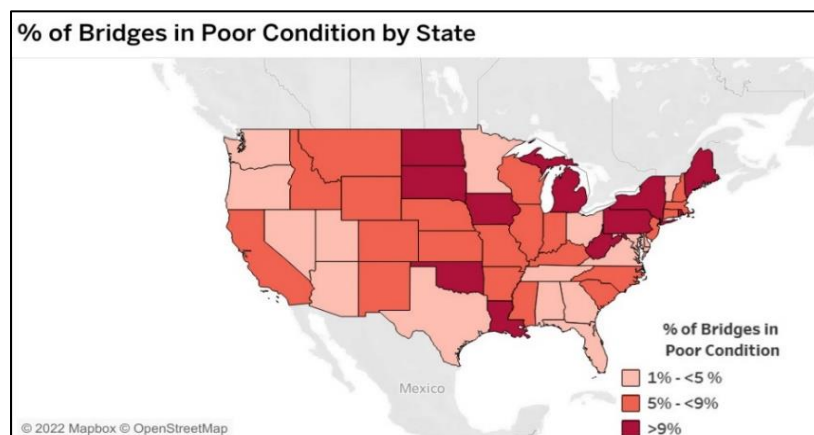 % of Bridges in Poor Condition by State
Mexico
% of Bridges in
Poor Condition
1% - <5 %
5% - <9%
>9%
© 2022 Mapbox © OpenStreetMap